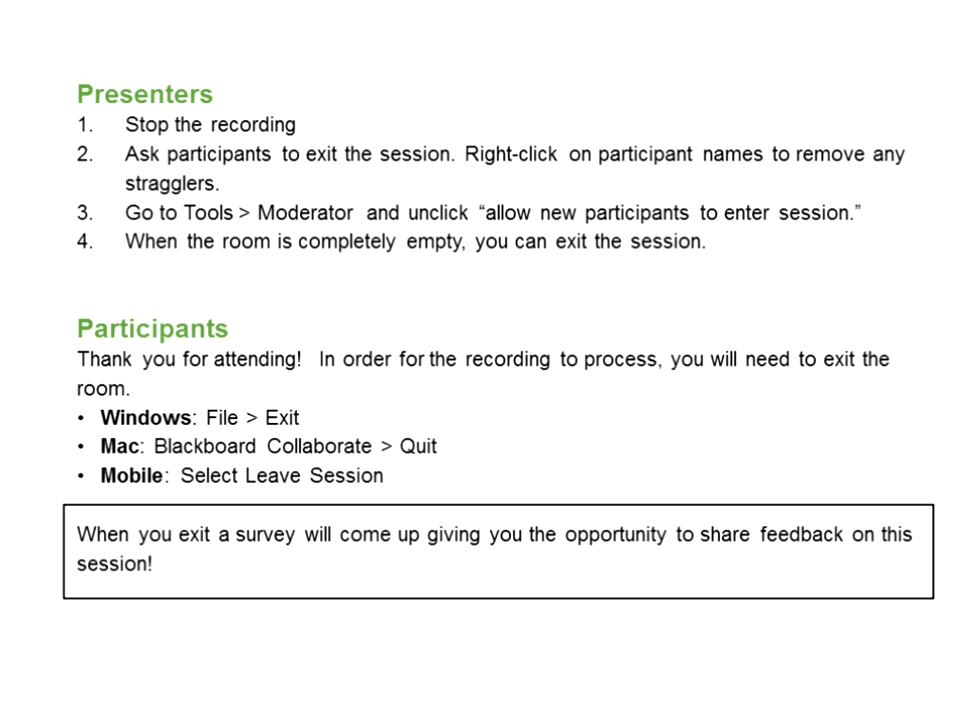 Presenters
1. Stop the recording
2. Ask participants to exit the session. Right-click on participant names to remove any
stragglers.
3. Go to Tools > Moderator and unclick “allow new participants to enter session.”
4. When the room is completely empty, you can exit the session.
Participants
Thank you for attending! In order for the recording to process, you will need to exit the
room.
• Windows: File > Exit
• Mac: Blackboard Collaborate > Quit
• Mobile: Select Leave Session
When you exit a survey will come up giving you the opportunity to share feedback on this
session!